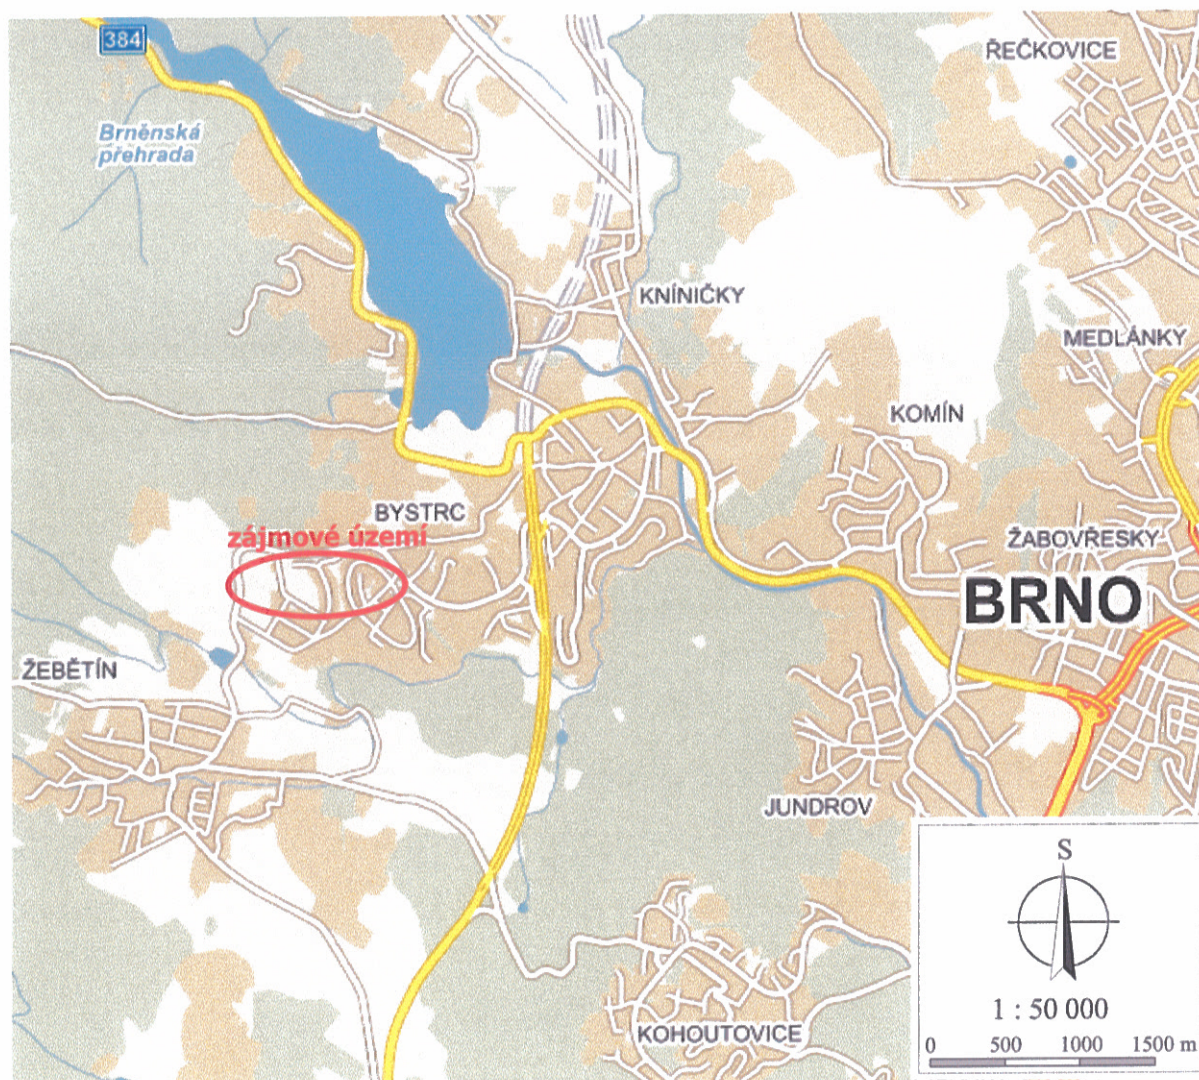 384
ŘEČKOVICE
Brněnská
přehrada
KNÍNIČKY
MEDLÁNKY
KOMÍN
BYSTRC
zájmové území
ŽABOVŘESKY
BRNO
ŽEBĚTÍN
JUNDROV
S
1 : 50 000
0 500 1000 1500 m
KOHOUTOVICE